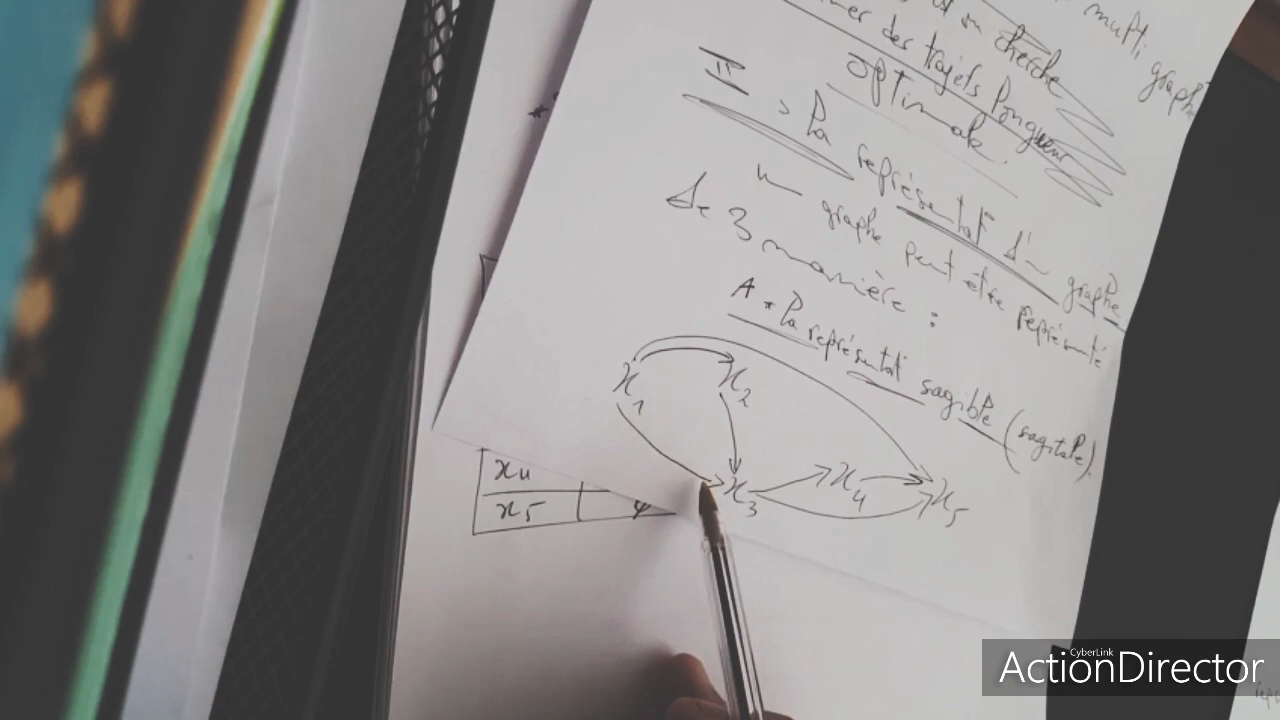 multi graphe
on cherche
des trajets longueur
optimale.
II > la représentat° d'un graphe
un graphe peut être représenté
de 3 manière :
A * la représentat° sagible (sagitale).
x1 x2
x3 x4 x5
x4
x5
CyberLink
ActionDirector